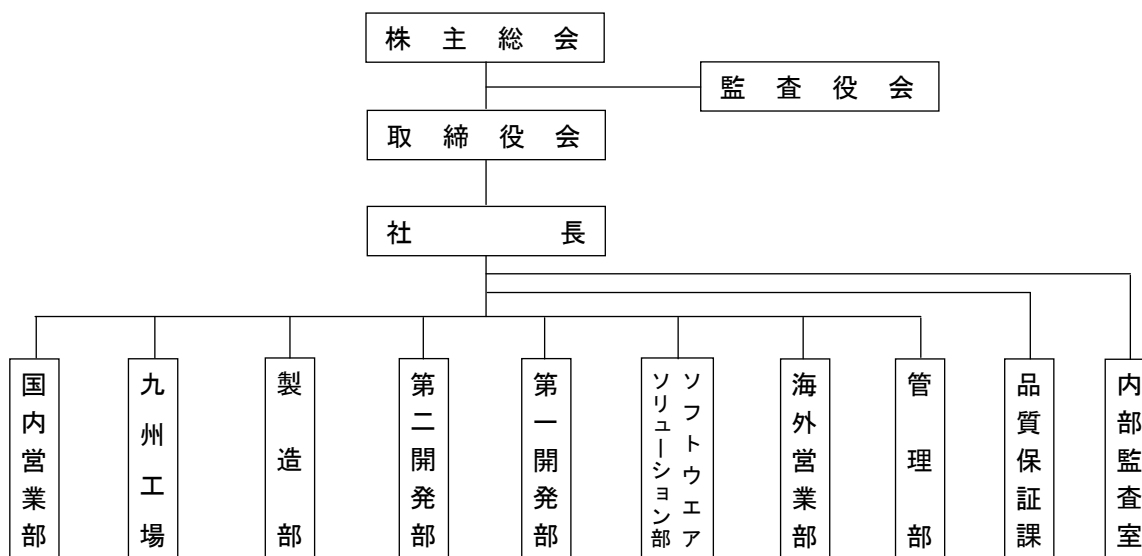 株主総会
監査役会
取締役会
社長
国内営業部
九州工場
製造部
第二開発部
第一開発部
ソフトウエア
ソリューション部
海外営業部
管理部
品質保証課
内部監査室